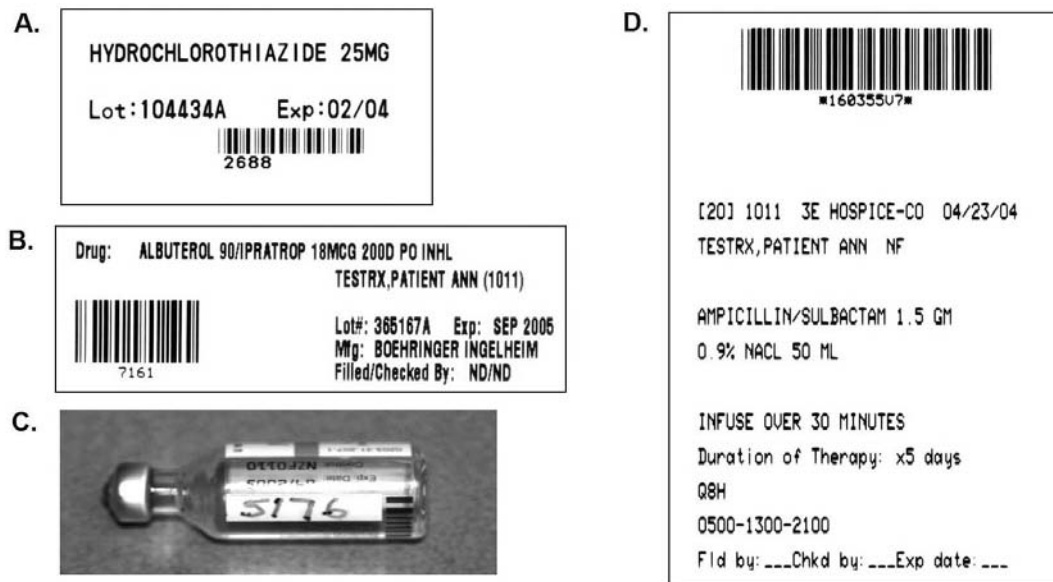 A.
HYDROCHLOROTHIAZIDE 25MG
Lot:104434A Exp:02/04
2688
B.
Drug: ALBUTEROL 90/IPRATROP 18MCG 200D PO INHL
TESTRX,PATIENT ANN (1011)
Lot#: 365167A Exp: SEP 2005
Mfg: BOEHRINGER INGELHEIM
Filled/Checked By: ND/ND
7161
C.
Exp. Date:
5176
D.
*160355V7*
[20] 1011 3E HOSPICE-CO 04/23/04
TESTRX,PATIENT ANN NF
AMPICILLIN/SULBACTAM 1.5 GM
0.9% NACL 50 ML
INFUSE OVER 30 MINUTES
Duration of Therapy: x5 days
Q8H
0500-1300-2100
Fld by:___Chkd by:___Exp date:___